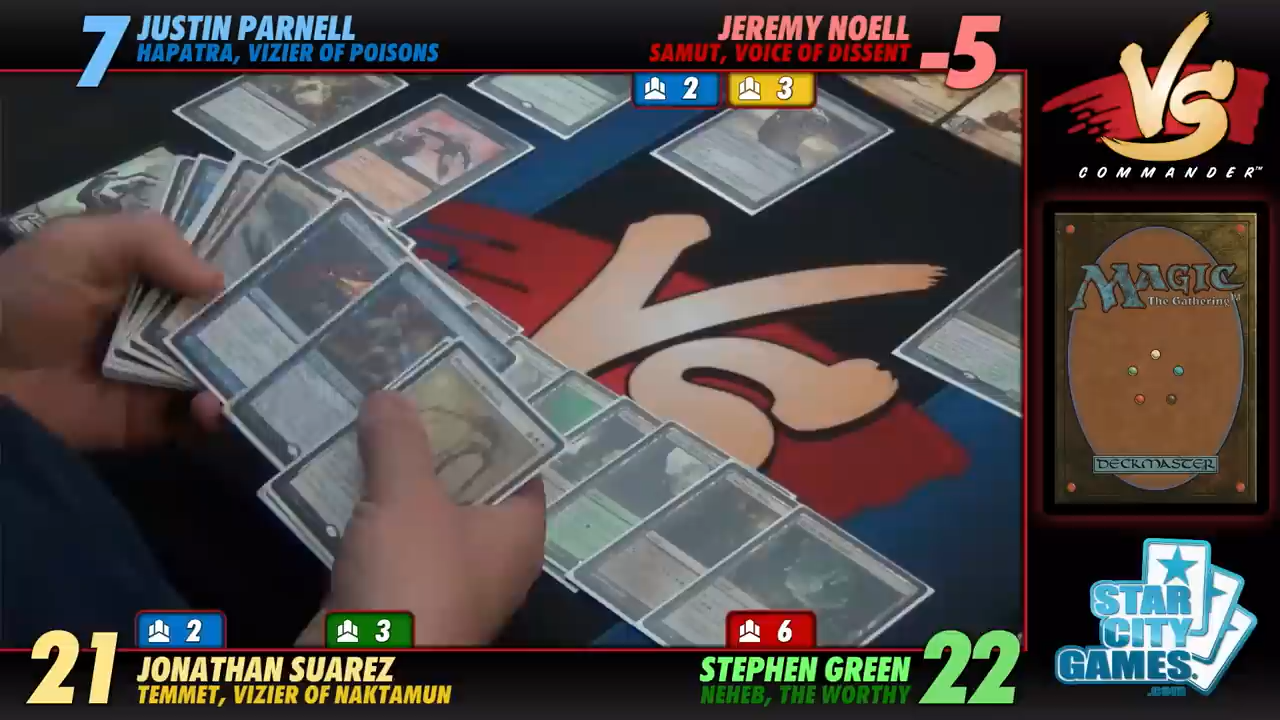 7
JUSTIN PARNELL
HAPATRA, VIZIER OF POISONS
JEREMY NOELL
SAMUT, VOICE OF DISSENT
-5
2
3
VS
COMMANDER™
VS
MAGIC
The Gathering®
DECKMASTER
STAR
CITY
GAMES
.com
2
3
6
21
JONATHAN SUAREZ
TEMMET, VIZIER OF NAKTAMUN
STEPHEN GREEN
NEHEB, THE WORTHY
22